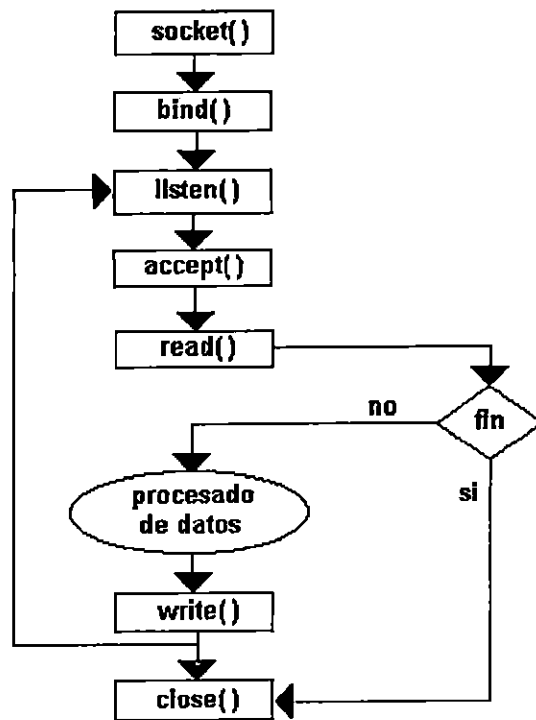 socket()
bind()
listen()
accept()
read()
no
fin
si
procesado
de datos
write()
close()